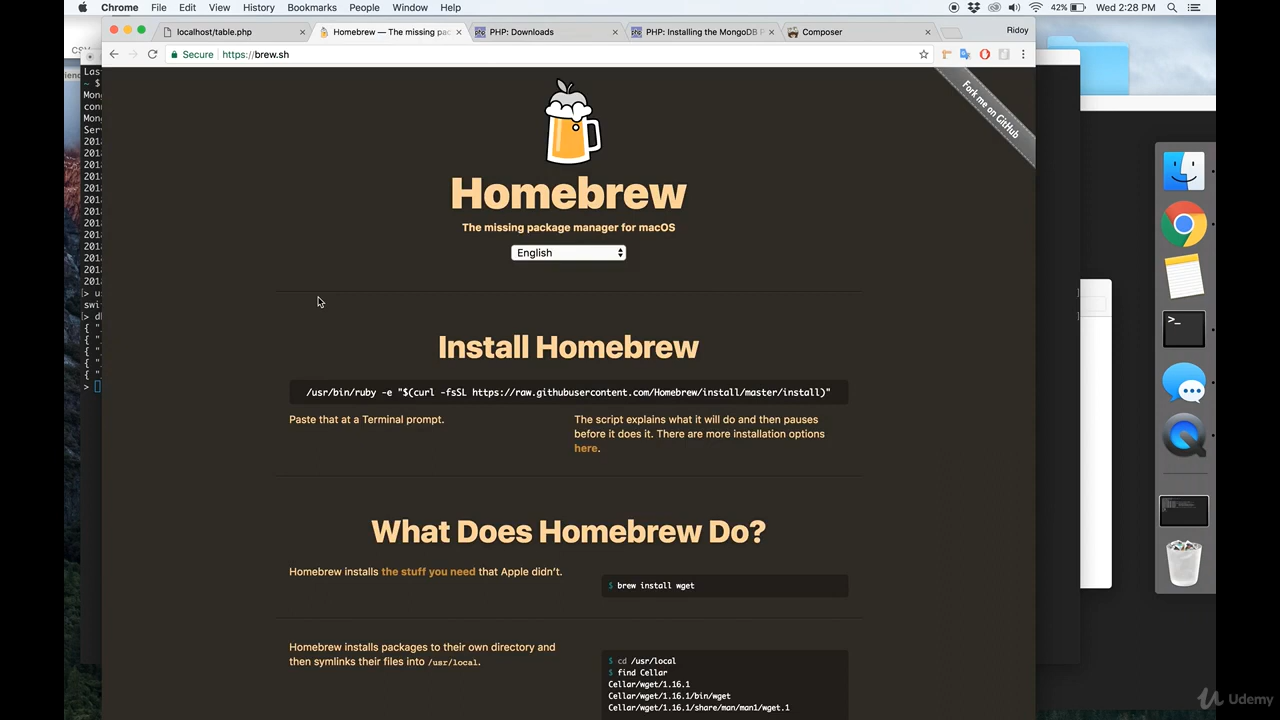 Chrome File Edit View History Bookmarks People Window Help 42% Wed 2:28 PM
localhost/table.php Homebrew — The missing pac PHP: Downloads PHP: Installing the MongoDB P Composer Ridoy
Secure https://brew.sh
Fork me on GitHub
Homebrew
The missing package manager for macOS
English
Install Homebrew
/usr/bin/ruby -e "$(curl -fsSL https://raw.githubusercontent.com/Homebrew/install/master/install)"
Paste that at a Terminal prompt.
The script explains what it will do and then pauses
before it does it. There are more installation options
here.
What Does Homebrew Do?
Homebrew installs the stuff you need that Apple didn’t.
$ brew install wget
Homebrew installs packages to their own directory and
then symlinks their files into /usr/local.
$ cd /usr/local
$ find Cellar
Cellar/wget/1.16.1
Cellar/wget/1.16.1/bin/wget
Cellar/wget/1.16.1/share/man/man1/wget.1
Udemy